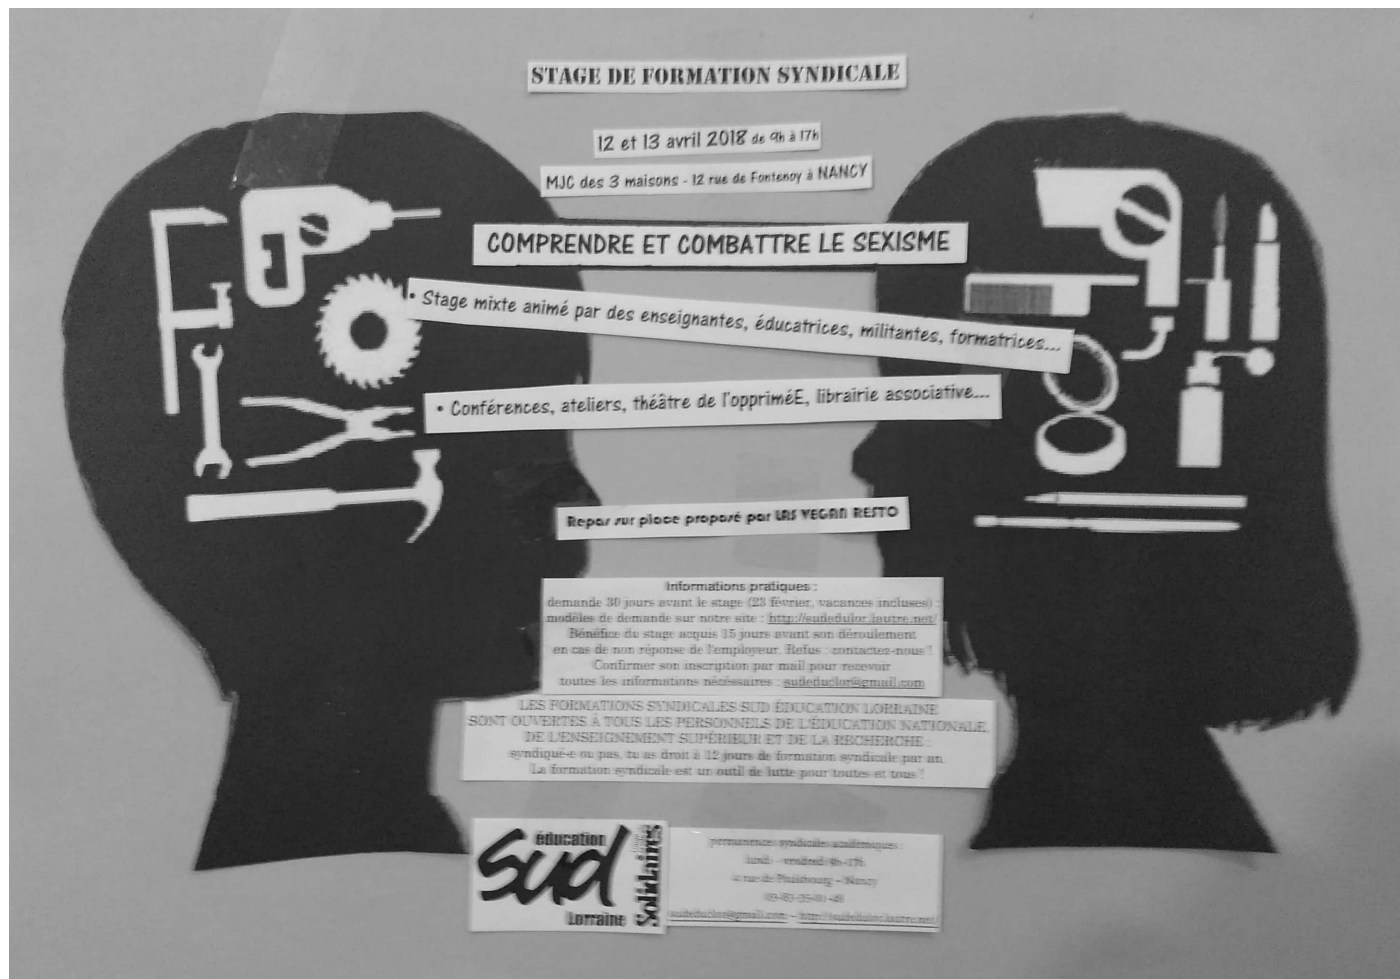 STAGE DE FORMATION SYNDICALE
12 et 13 avril 2018 de 9h à 17h
MJC des 3 maisons - 12 rue de Fontenoy à NANCY
COMPRENDRE ET COMBATTRE LE SEXISME
• Stage mixte animé par des enseignantes, éducatrices, militantes, formatrices...
• Conférences, ateliers, théâtre de l'oppriméE, librairie associative...
Repas sur place proposé par LAS VEGAN RESTO
Informations pratiques :
demande 30 jours avant le stage (23 février, vacances incluses) :
modèles de demande sur notre site : http://sudedulor.lautre.net/
Bénéfice du stage acquis 15 jours avant son déroulement
en cas de non réponse de l'employeur. Refus : contactez-nous !
Confirmer son inscription par mail pour recevoir
toutes les informations nécéssaires : sudeduclor@gmail.com
LES FORMATIONS SYNDICALES SUD ÉDUCATION LORRAINE
SONT OUVERTES À TOUS LES PERSONNELS DE L'ÉDUCATION NATIONALE,
DE L'ENSEIGNEMENT SUPÉRIEUR ET DE LA RECHERCHE :
syndiqué-e ou pas, tu as droit à 12 jours de formation syndicale par an.
La formation syndicale est un outil de lutte pour toutes et tous !
éducation
Sud
Lorraine
Solidaires
permanences syndicales académiques :
lundi - vendredi 9h-17h
rue de Phalsbourg - Nancy
sudeduclor@gmail.com - http://sudedulor.lautre.net/